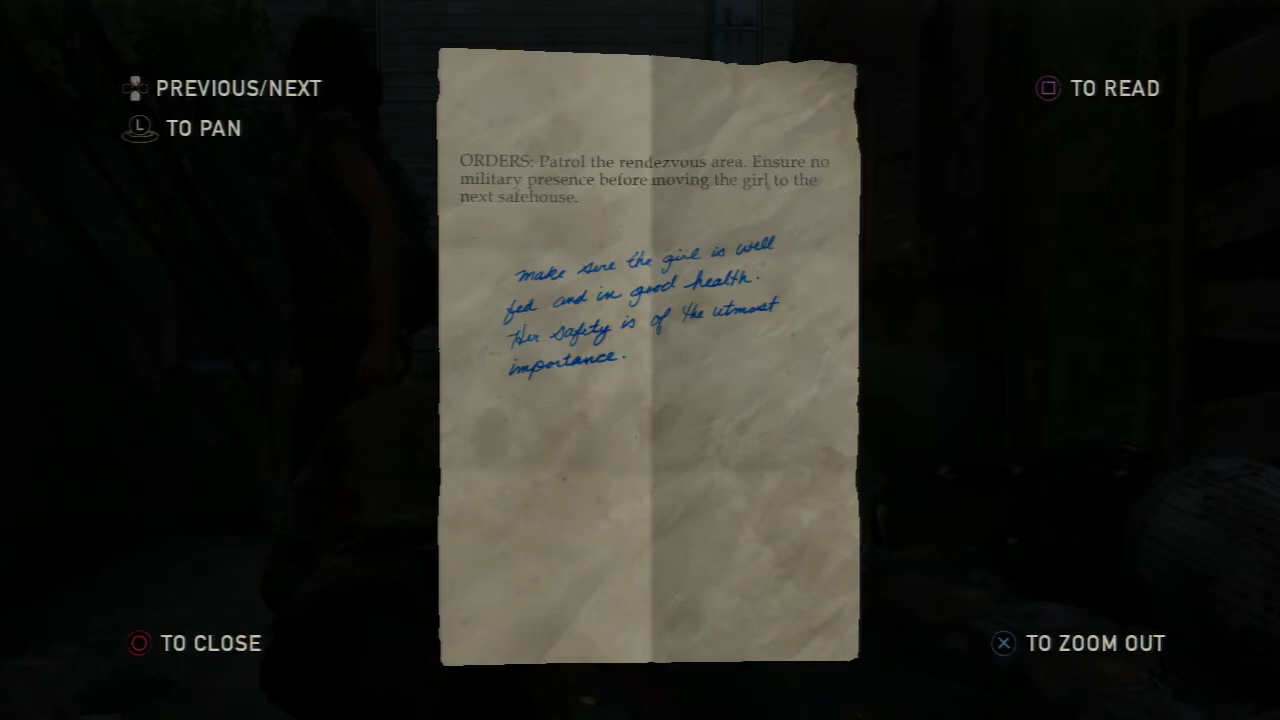 PREVIOUS/NEXT
L TO PAN
TO READ
ORDERS: Patrol the rendezvous area. Ensure no
military presence before moving the girl to the
next safehouse.
make sure the girl is well
fed and in good health.
Her safety is of the utmost
importance.
TO CLOSE
TO ZOOM OUT